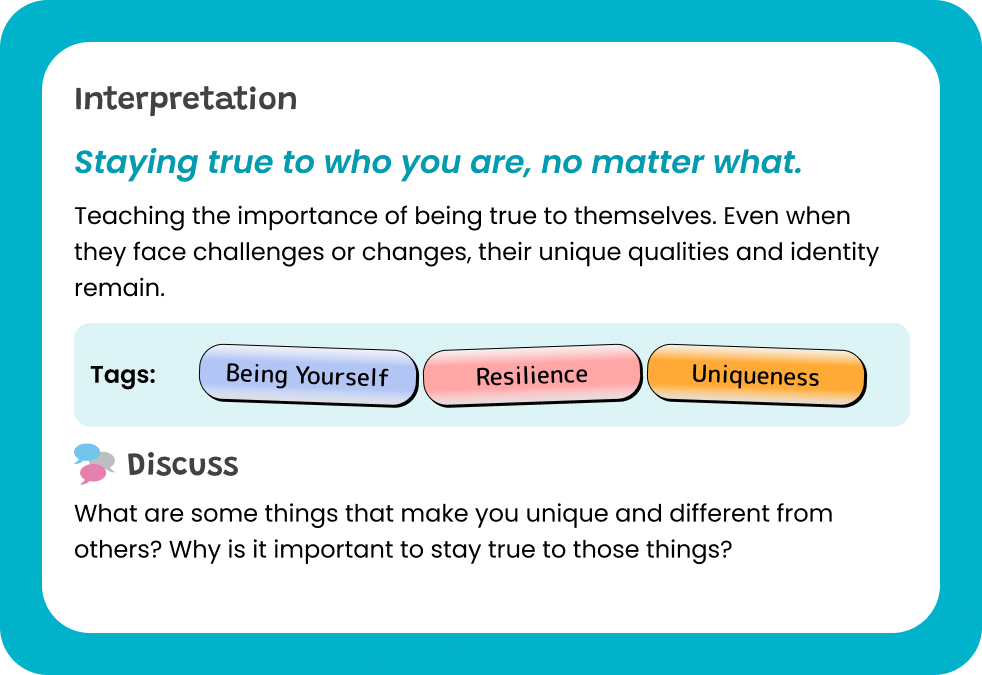 Interpretation
Staying true to who you are, no matter what.
Teaching the importance of being true to themselves. Even when
they face challenges or changes, their unique qualities and identity
remain.
Tags: Being Yourself Resilience Uniqueness
Discuss
What are some things that make you unique and different from
others? Why is it important to stay true to those things?